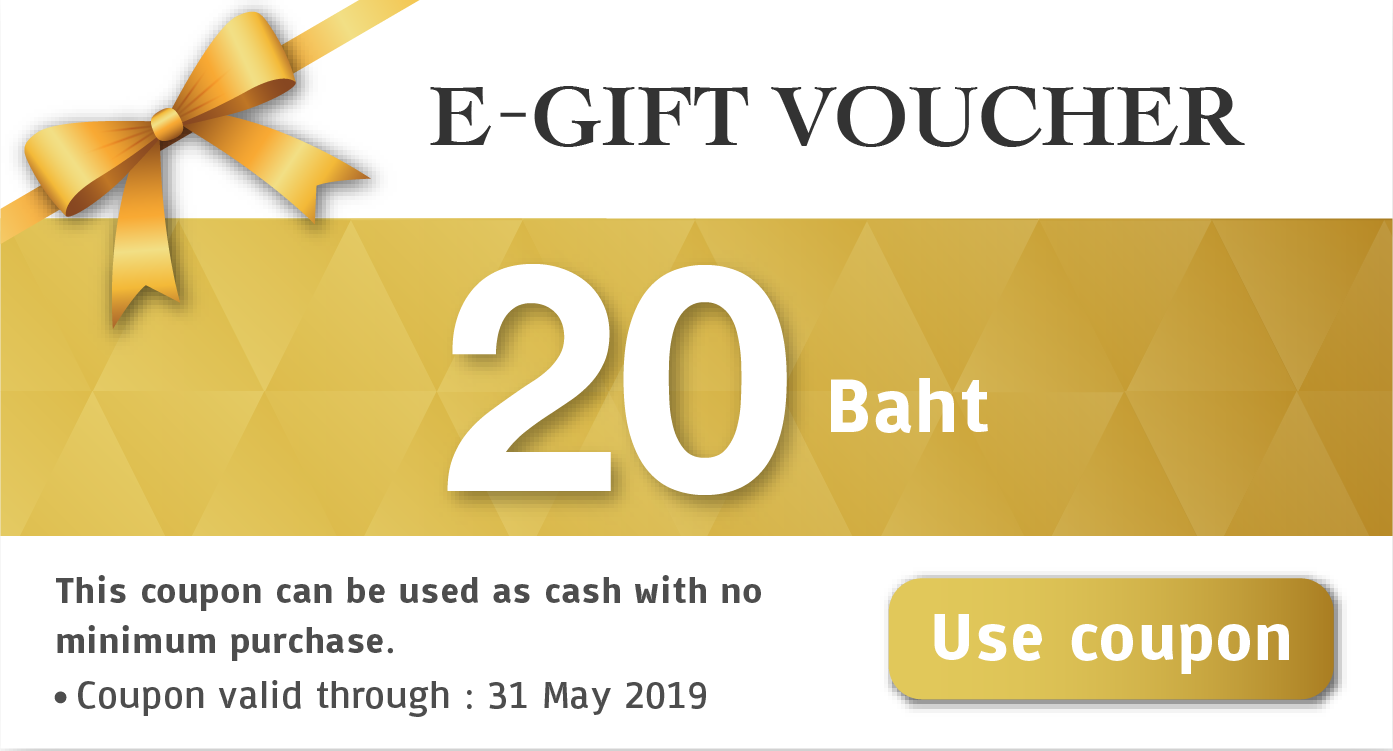 E-GIFT VOUCHER
20 Baht
This coupon can be used as cash with no
minimum purchase.
• Coupon valid through : 31 May 2019
Use coupon